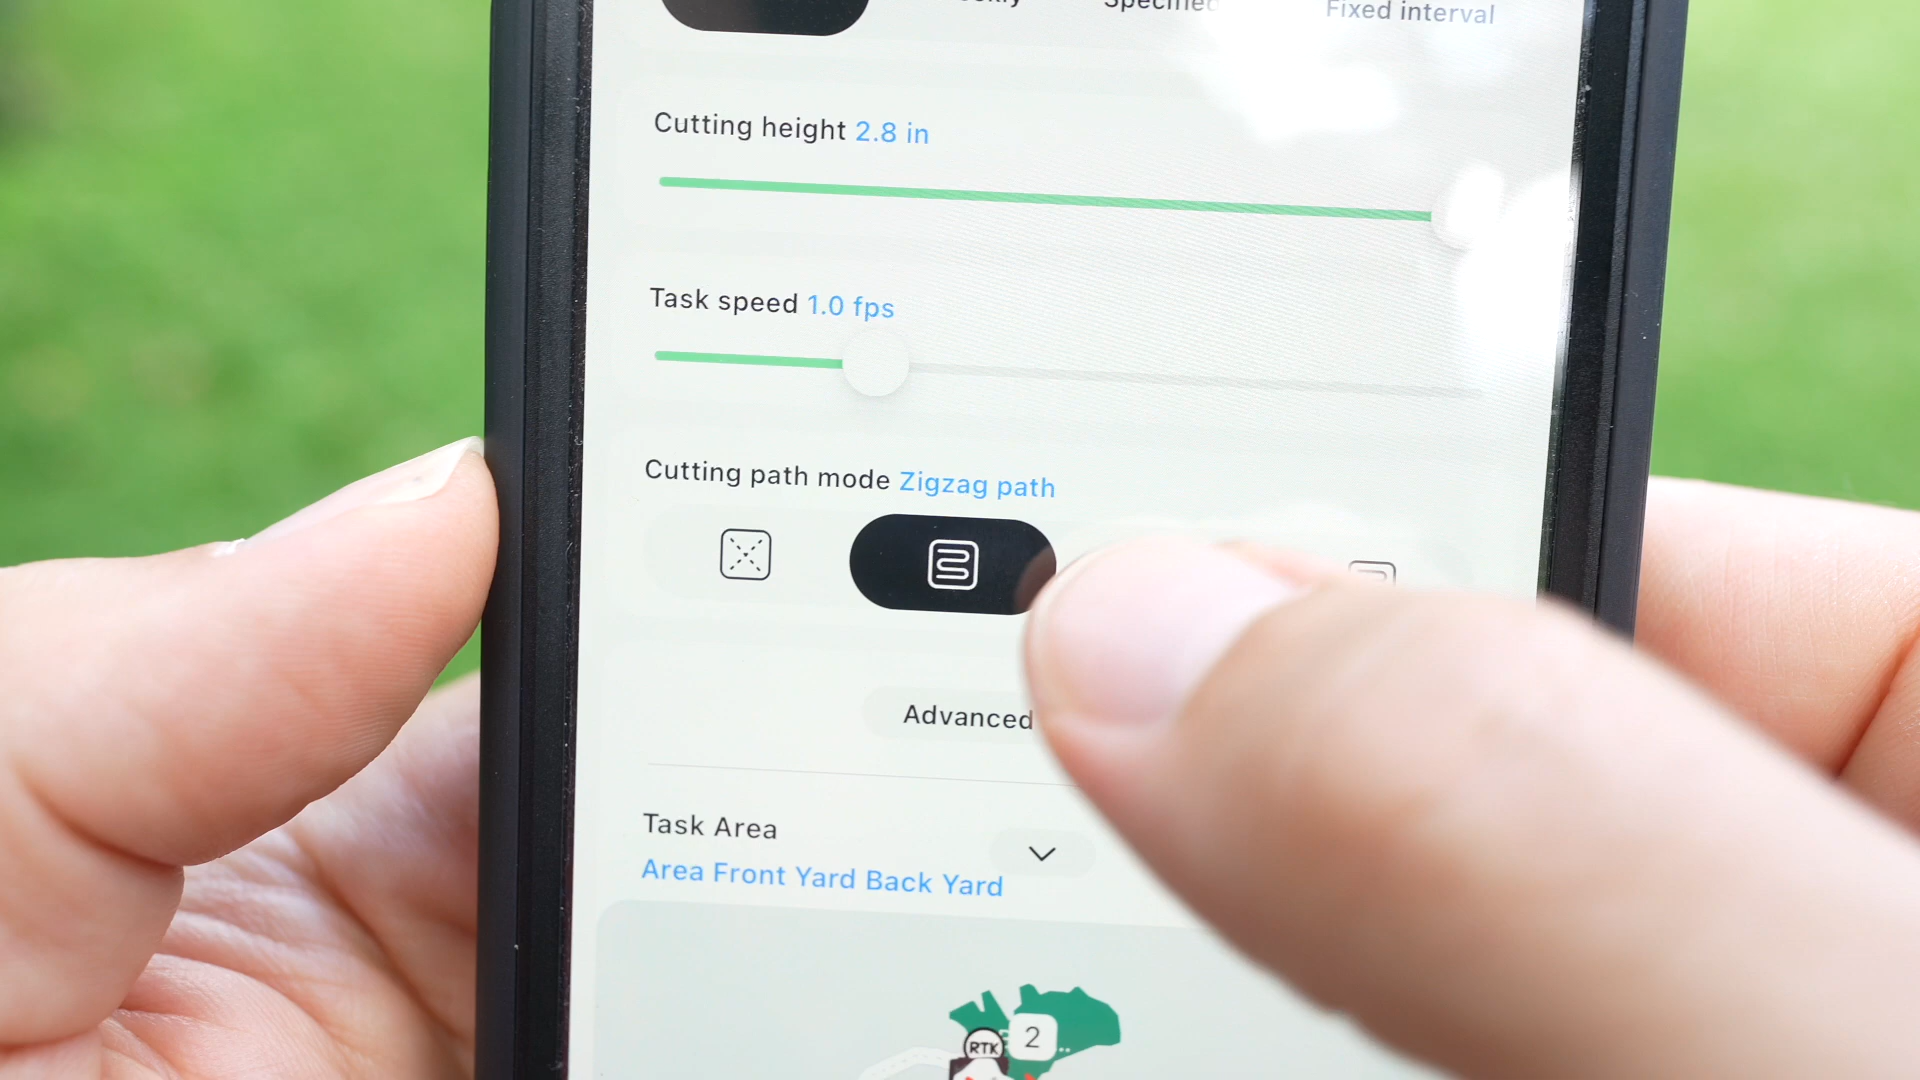 Fixed interval
Cutting height 2.8 in
Task speed 1.0 fps
Cutting path mode Zigzag path
Advanced
Task Area
Area Front Yard Back Yard
2
RTK